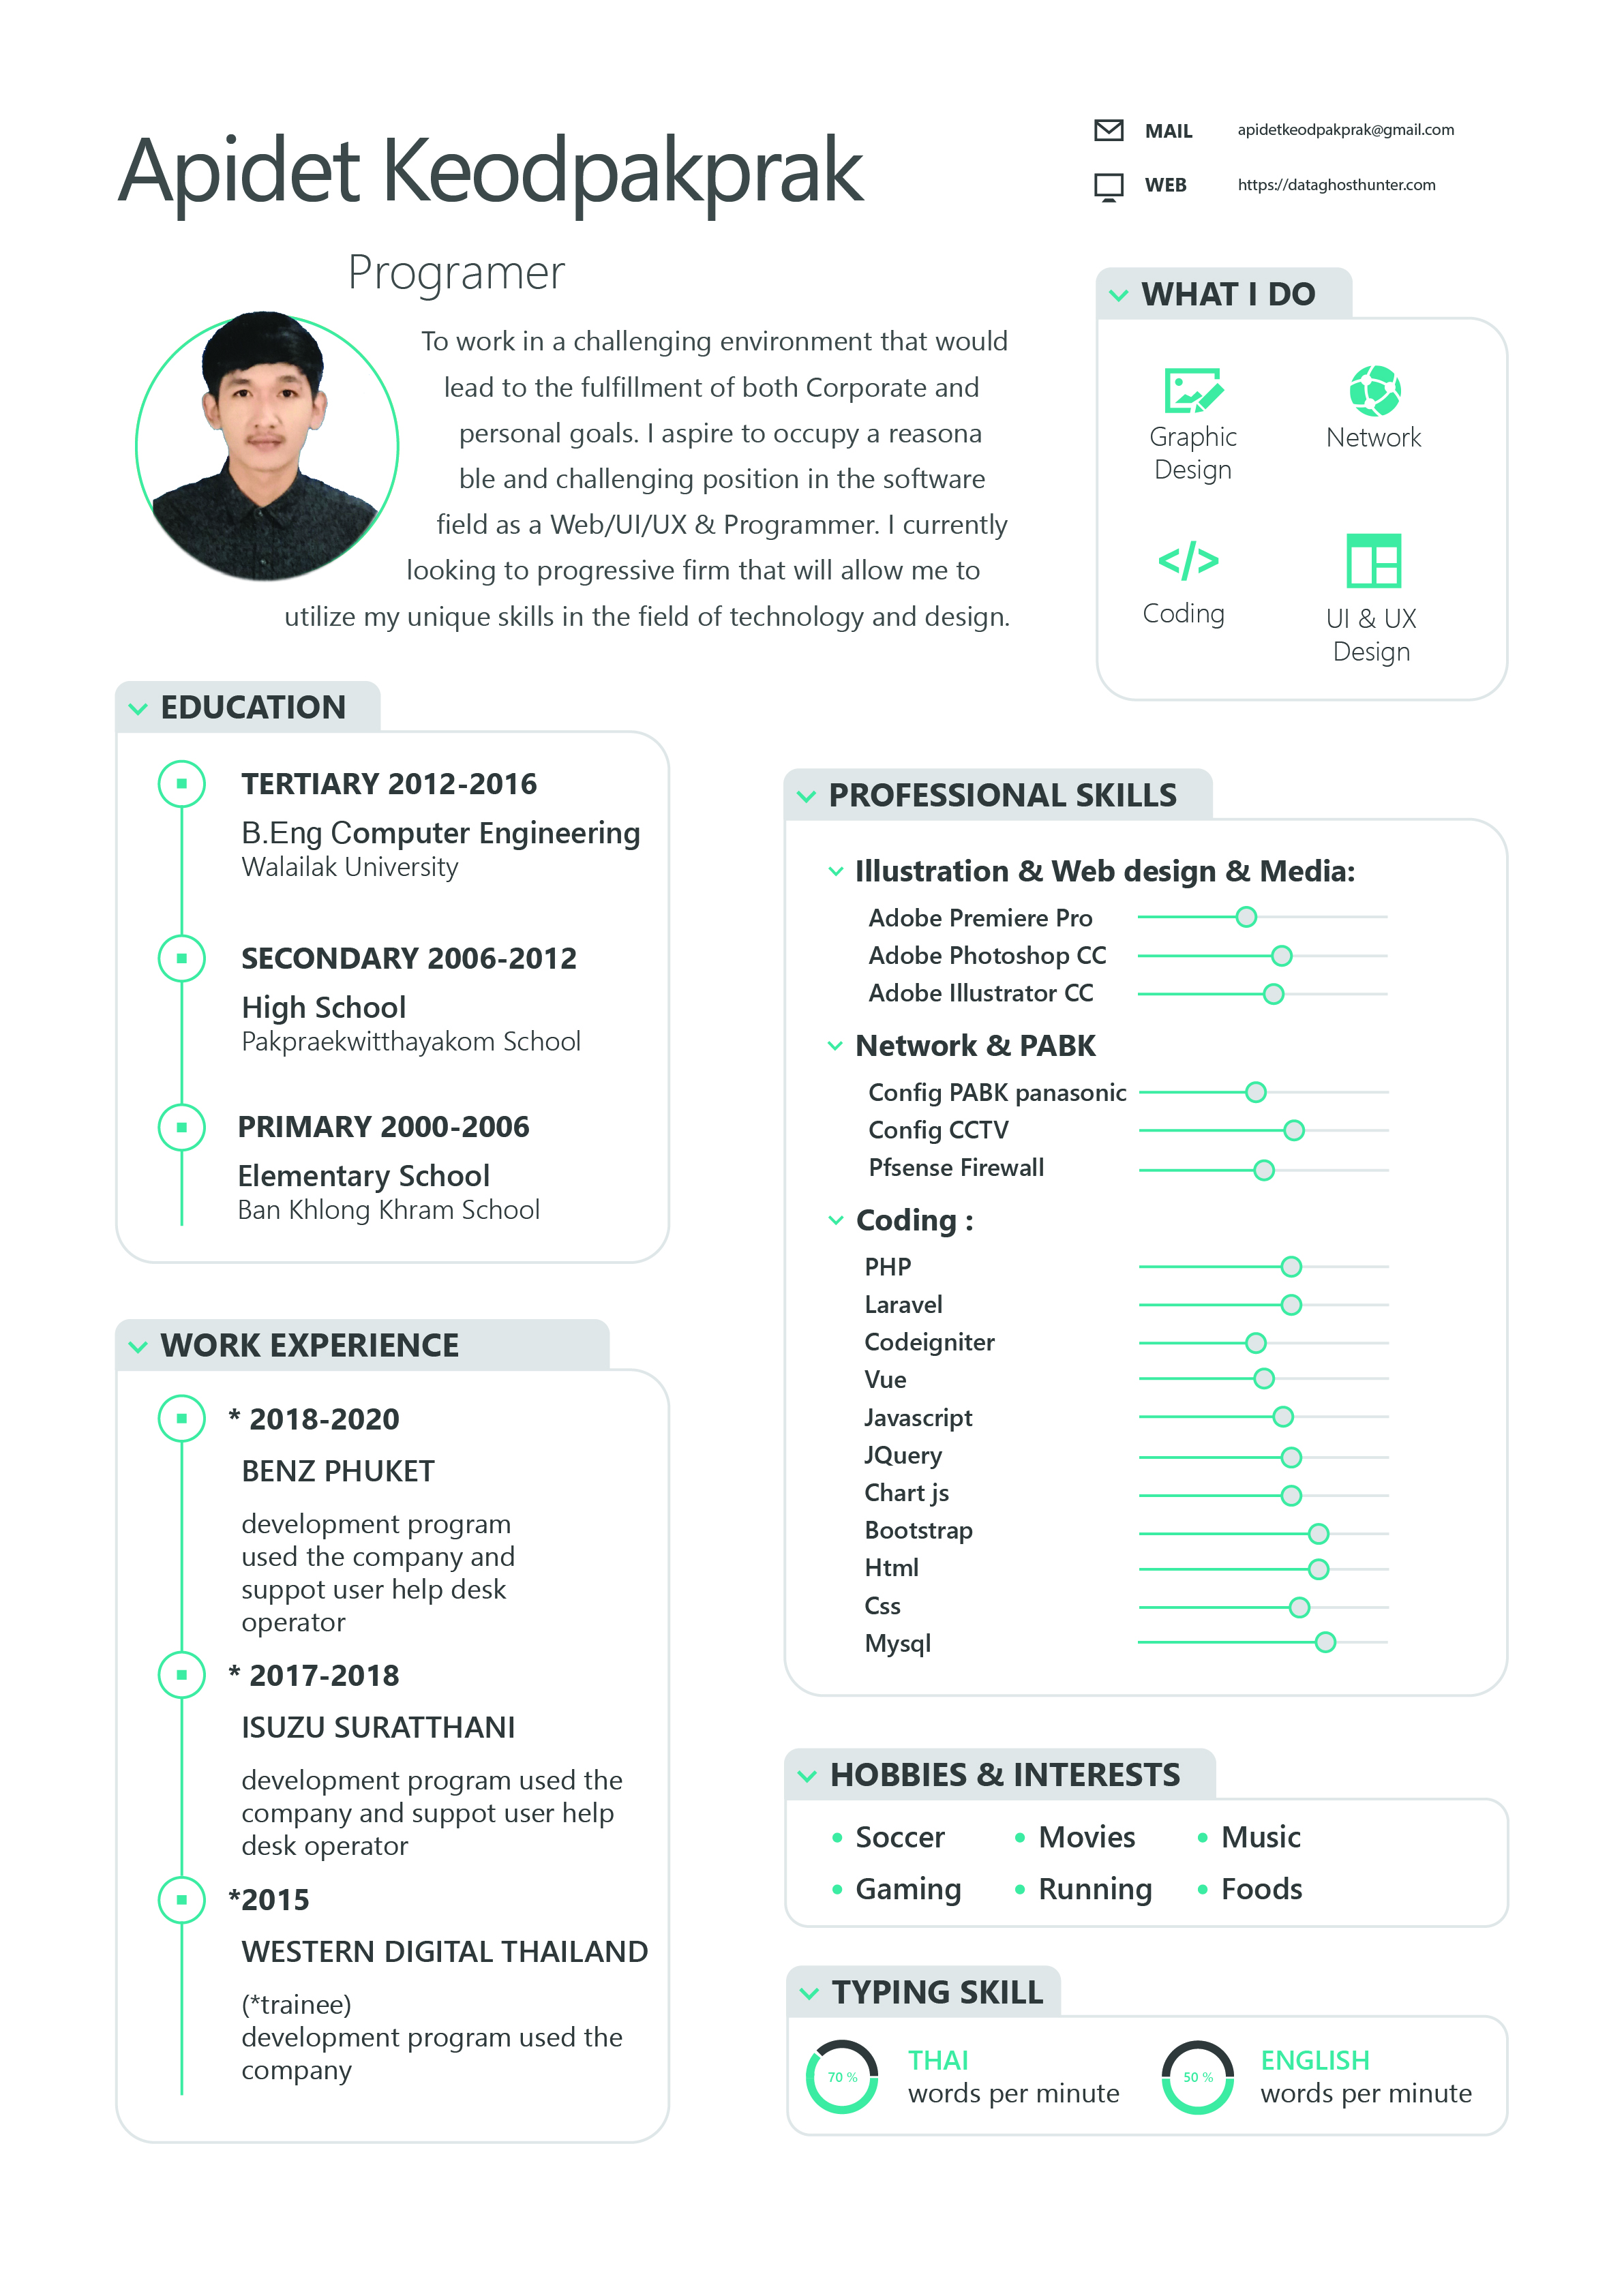 Apidet Keodpakprak
MAIL apidetkeodpakprak@gmail.com
WEB https://dataghosthunter.com
Programer
To work in a challenging environment that would
lead to the fulfillment of both Corporate and
personal goals. I aspire to occupy a reasona
ble and challenging position in the software
field as a Web/UI/UX & Programmer. I currently
looking to progressive firm that will allow me to
utilize my unique skills in the field of technology and design.
WHAT I DO
Graphic
Design
Network
</>
Coding
UI & UX
Design
EDUCATION
TERTIARY 2012-2016
B.Eng Computer Engineering
Walailak University
SECONDARY 2006-2012
High School
Pakpraekwitthayakom School
PRIMARY 2000-2006
Elementary School
Ban Khlong Khram School
WORK EXPERIENCE
* 2018-2020
BENZ PHUKET
development program
used the company and
suppot user help desk
operator
* 2017-2018
ISUZU SURATTHANI
development program used the
company and suppot user help
desk operator
*2015
WESTERN DIGITAL THAILAND
(*trainee)
development program used the
company
PROFESSIONAL SKILLS
Illustration & Web design & Media:
Adobe Premiere Pro
Adobe Photoshop CC
Adobe Illustrator CC
Network & PABK
Config PABK panasonic
Config CCTV
Pfsense Firewall
Coding :
PHP
Laravel
Codeigniter
Vue
Javascript
JQuery
Chart js
Bootstrap
Html
Css
Mysql
HOBBIES & INTERESTS
Soccer Movies Music
Gaming Running Foods
TYPING SKILL
70 %
THAI
words per minute
50 %
ENGLISH
words per minute